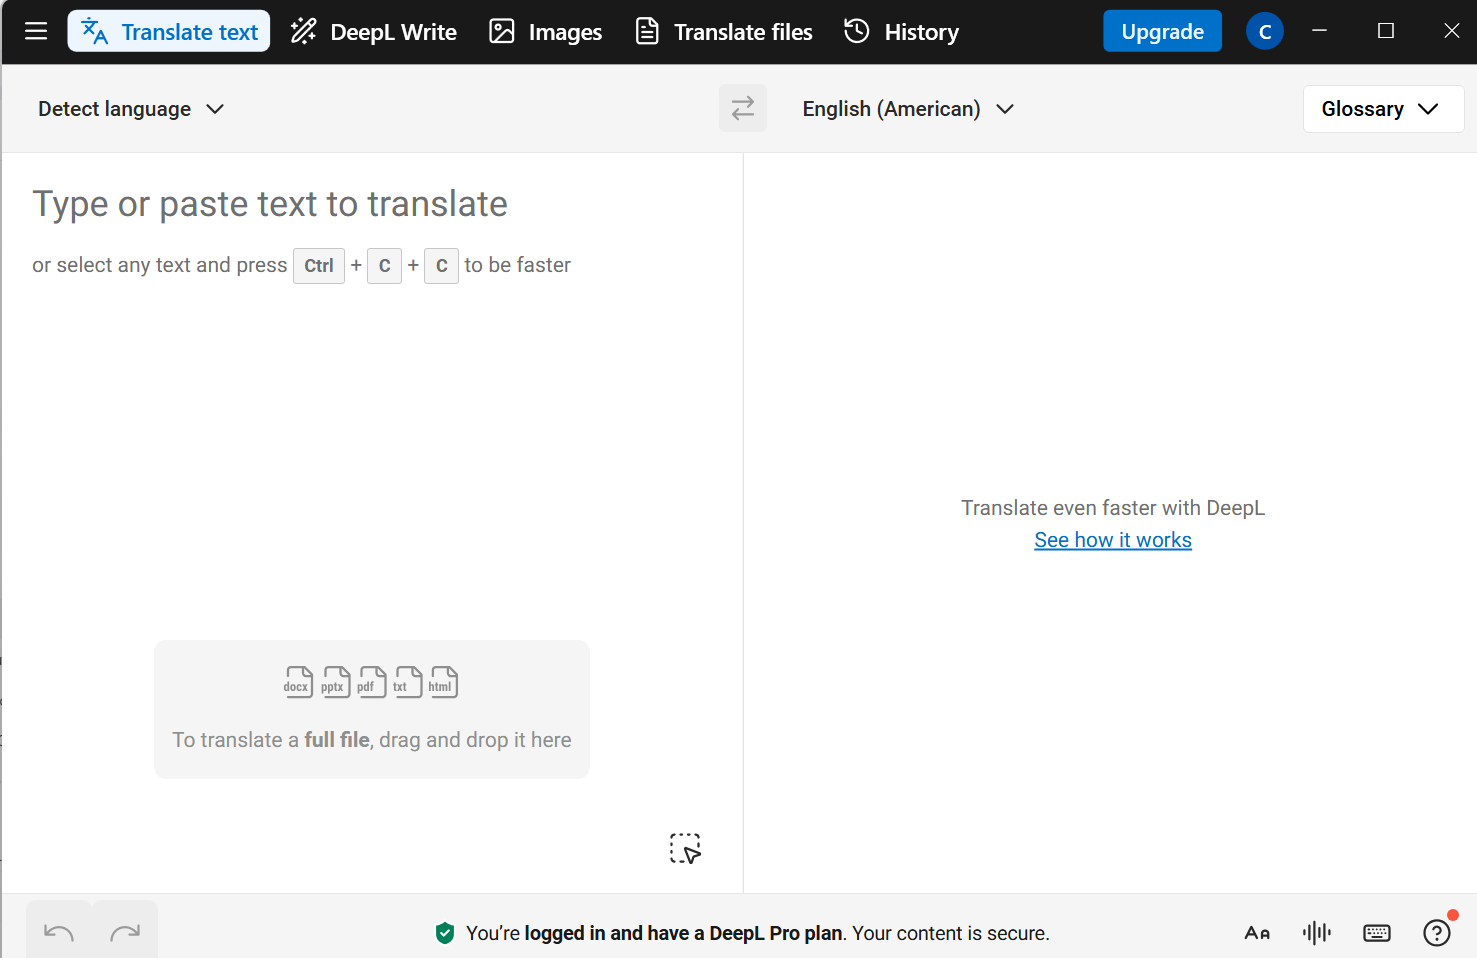 Translate text DeepL Write Images Translate files History Upgrade C
Detect language English (American) Glossary
Type or paste text to translate
or select any text and press Ctrl + C + C to be faster
Translate even faster with DeepL
See how it works
docx pptx pdf txt html
To translate a full file, drag and drop it here
You’re logged in and have a DeepL Pro plan. Your content is secure.
AA